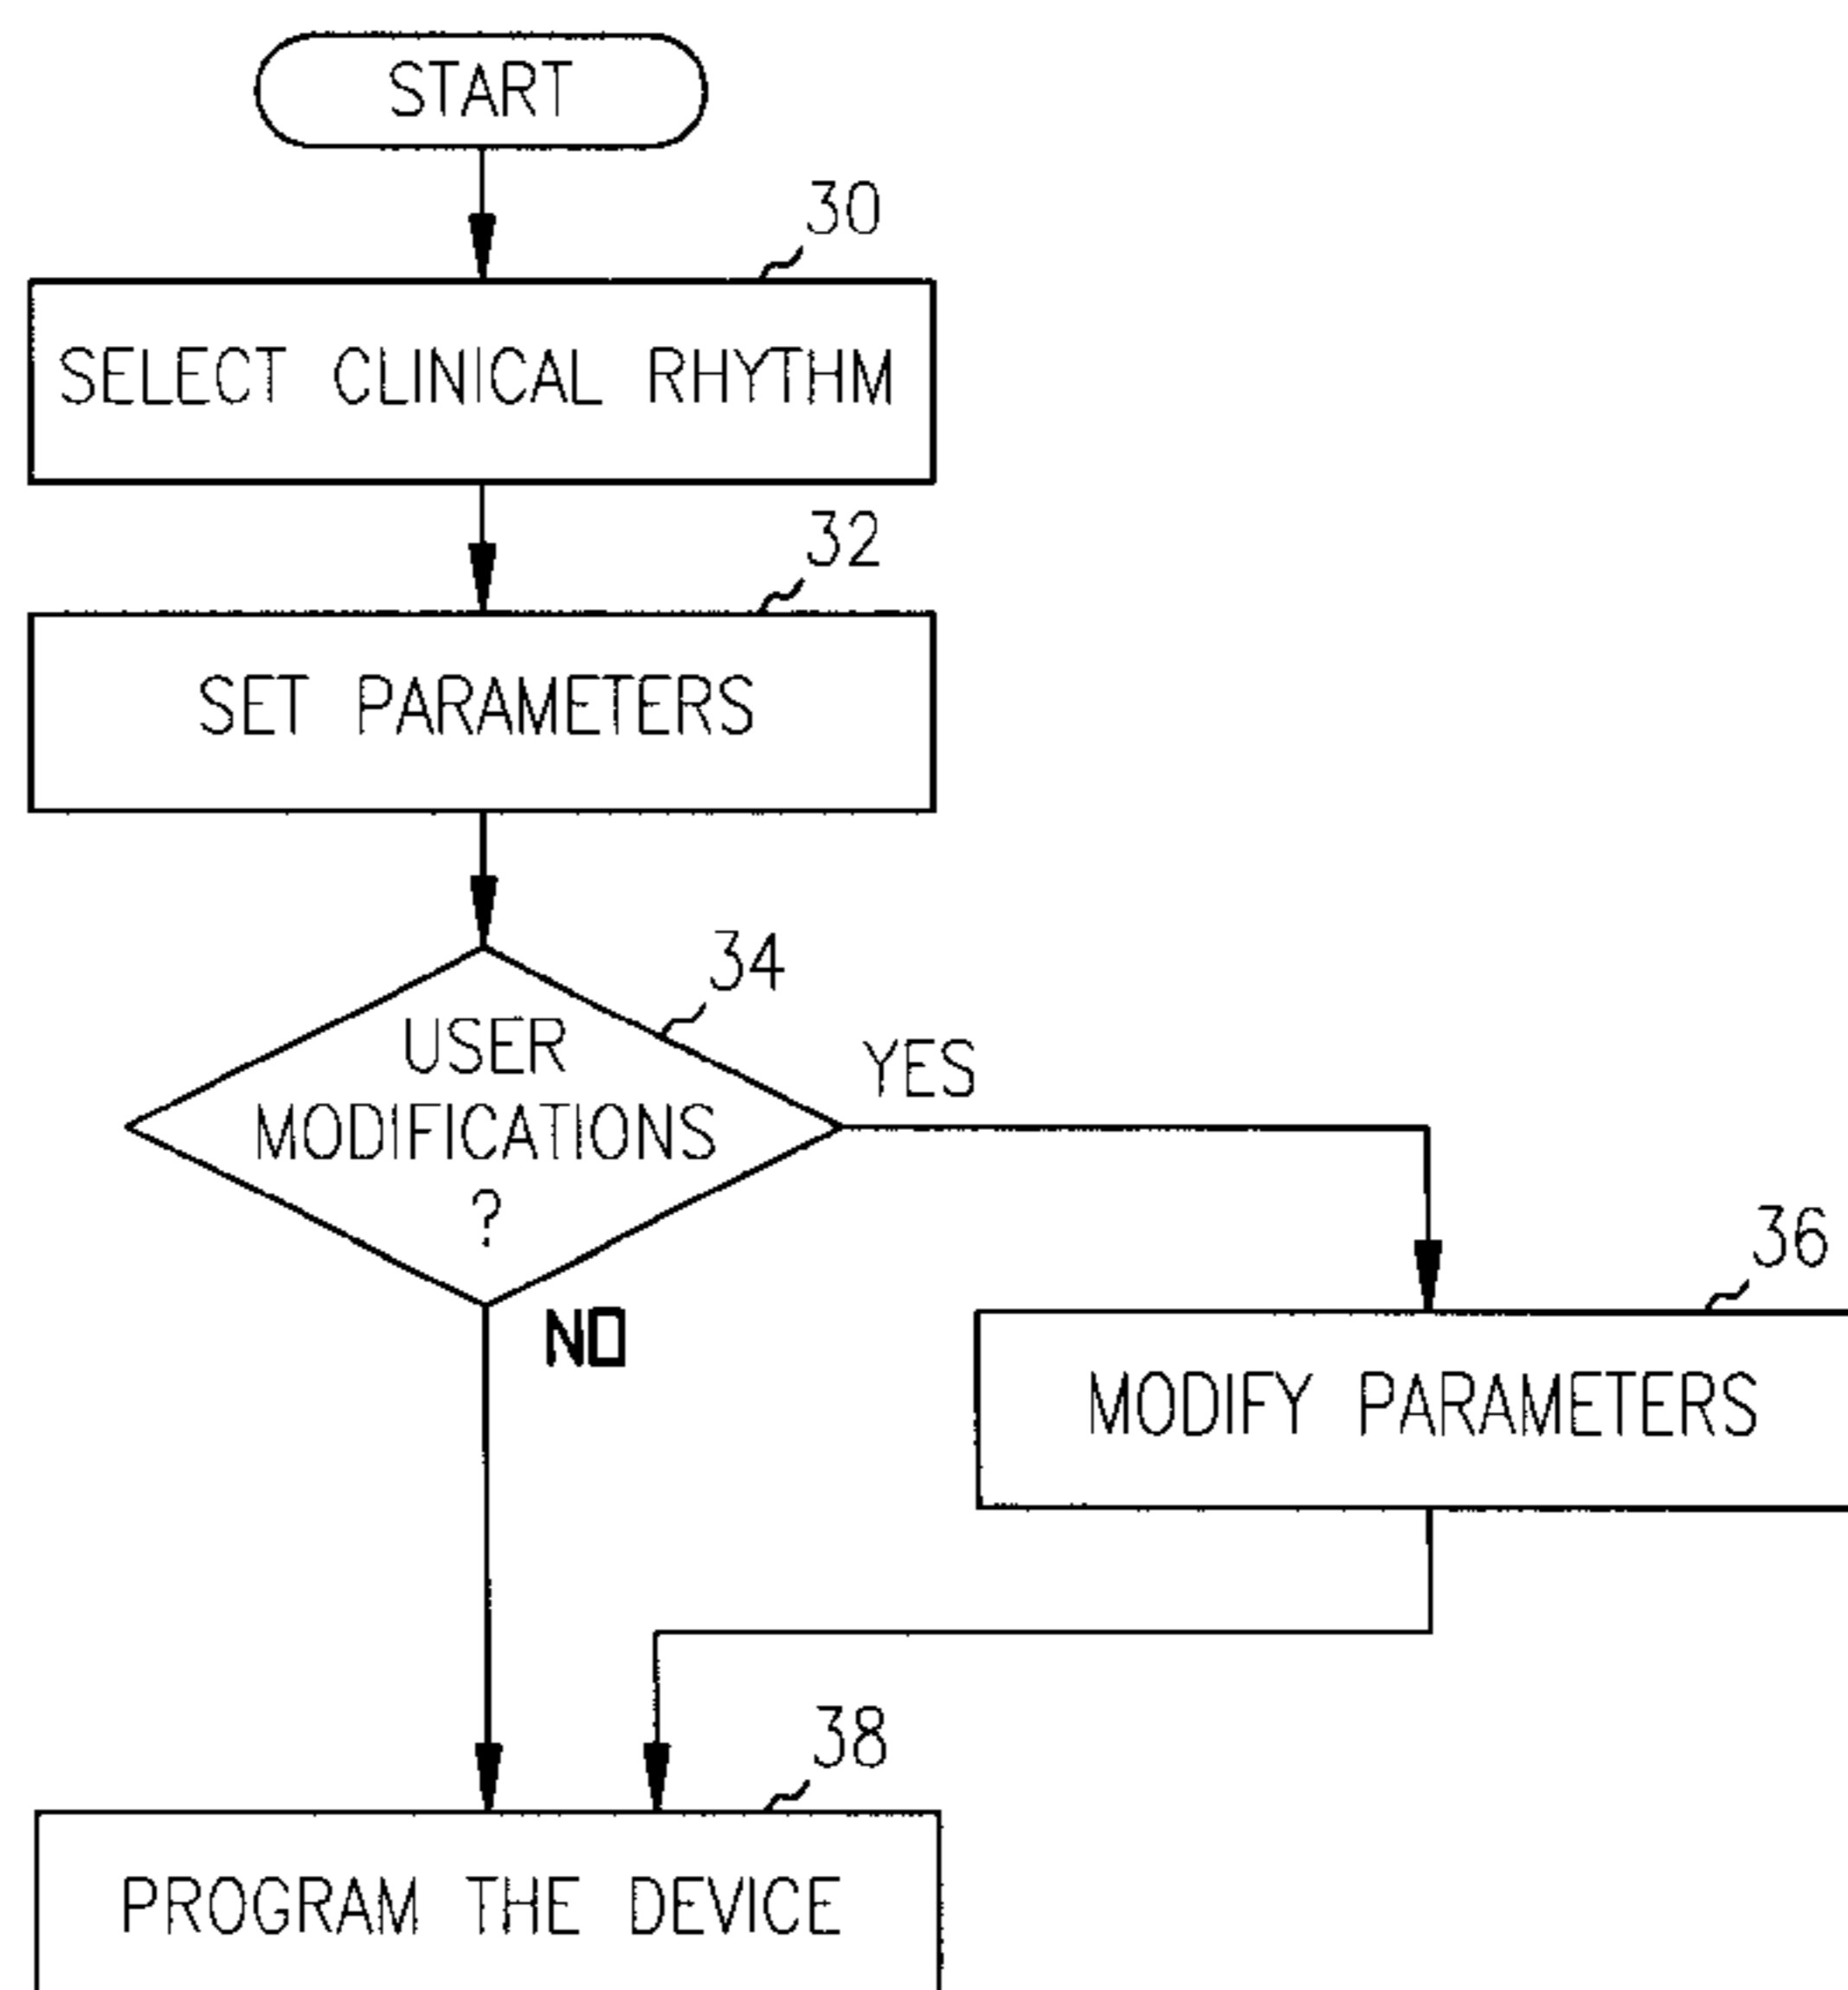 START
30
SELECT CLINICAL RHYTHM
32
SET PARAMETERS
34
USER
MODIFICATIONS
?
YES
NO
36
MODIFY PARAMETERS
38
PROGRAM THE DEVICE